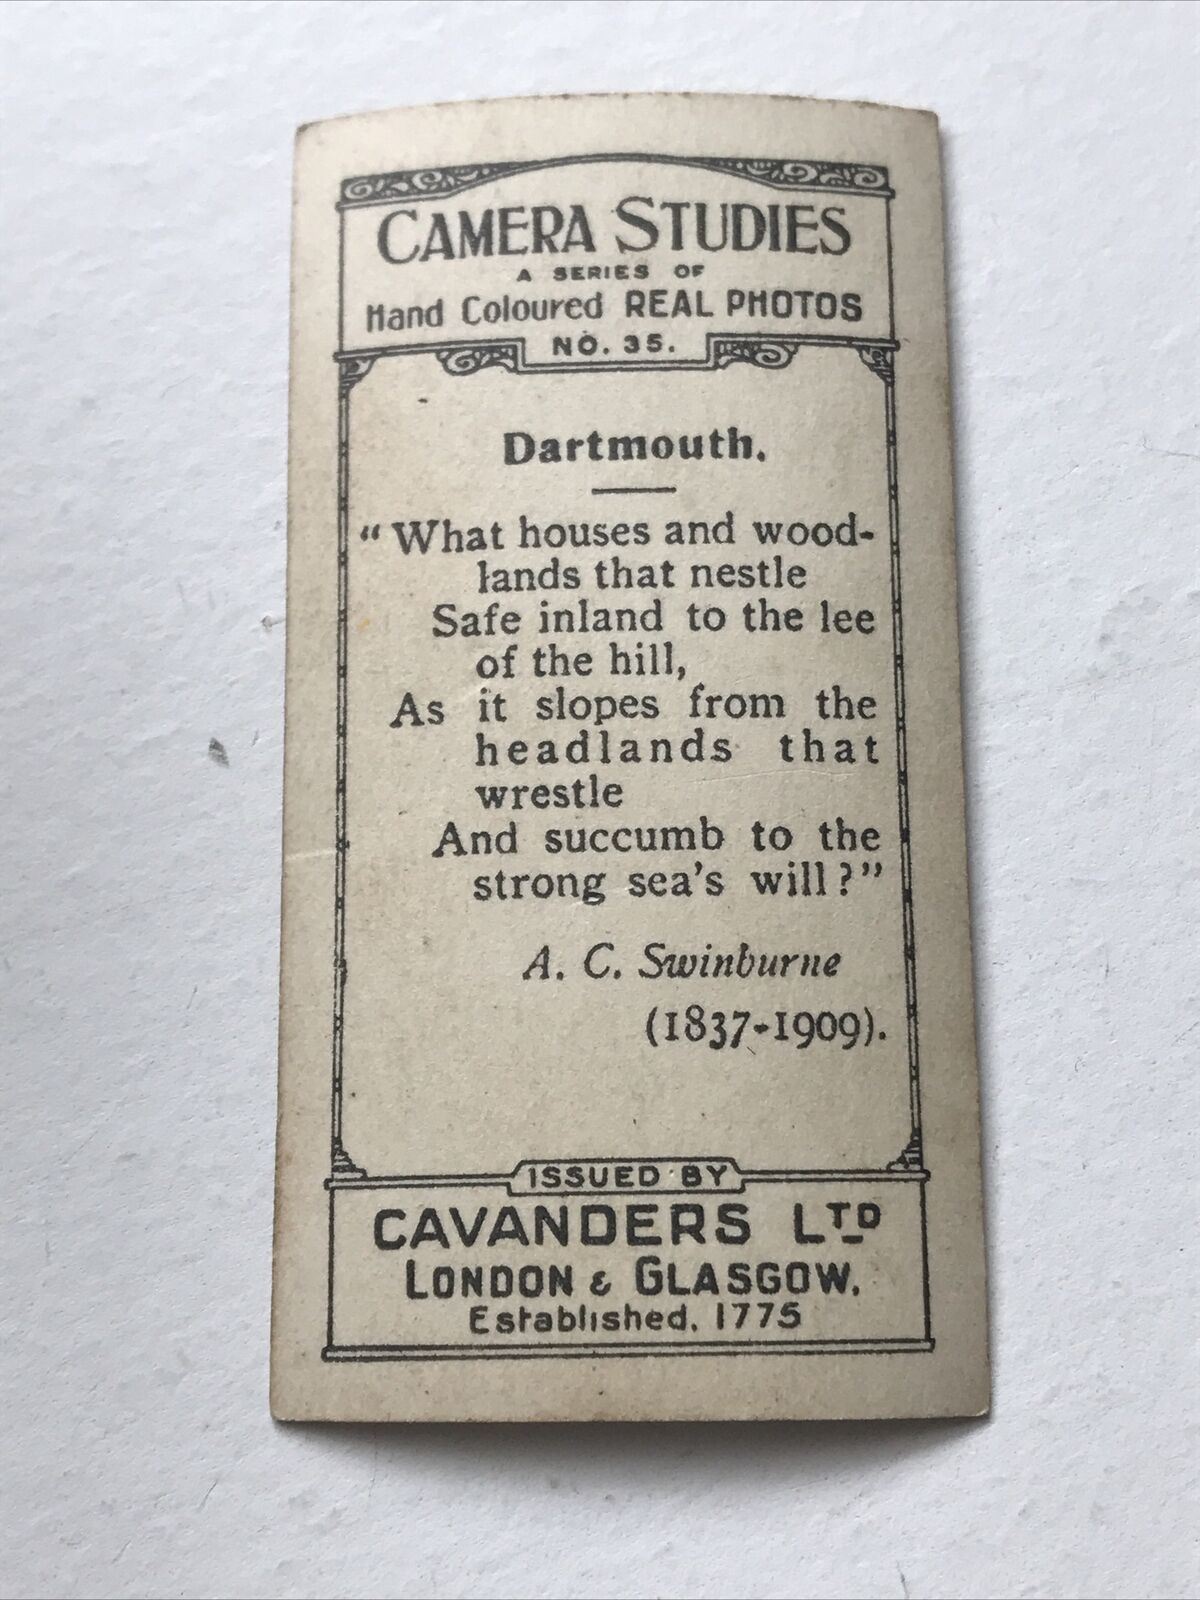 CAMERA STUDIES
A SERIES OF
Hand Coloured REAL PHOTOS
NO. 35.
Dartmouth.
“What houses and wood-
lands that nestle
Safe inland to the lee
of the hill,
As it slopes from the
headlands that
wrestle
And succumb to the
strong sea’s will?”
A. C. Swinburne
(1837-1909).
ISSUED BY
CAVANDERS LTD
LONDON & GLASGOW.
Established. 1775